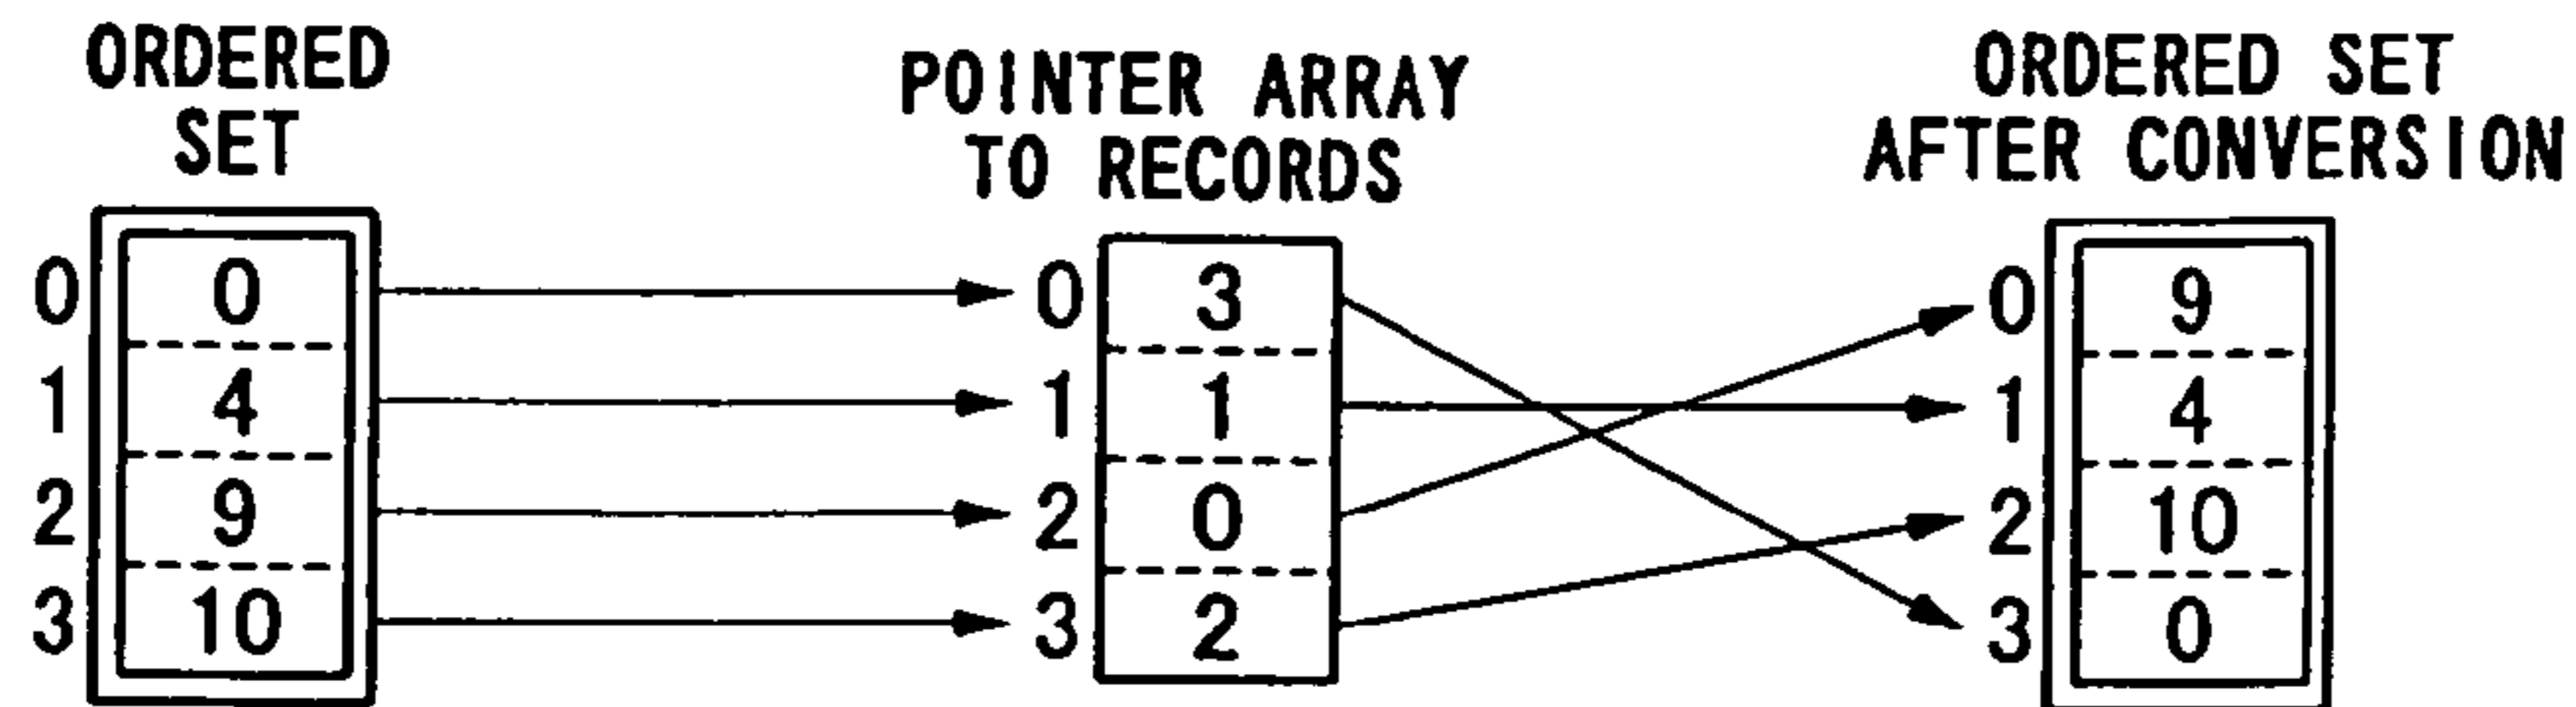 ORDERED
SET
POINTER ARRAY
TO RECORDS
ORDERED SET
AFTER CONVERSION
0 0
1 4
2 9
3 10
0 3
1 1
2 0
3 2
0 9
1 4
2 10
3 0